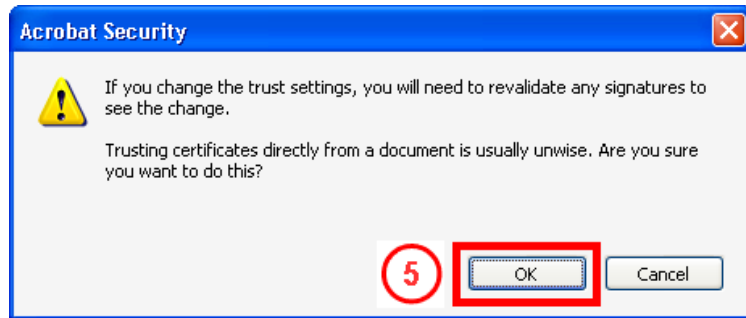 Acrobat Security
If you change the trust settings, you will need to revalidate any signatures to
see the change.
Trusting certificates directly from a document is usually unwise. Are you sure
you want to do this?
5
OK
Cancel